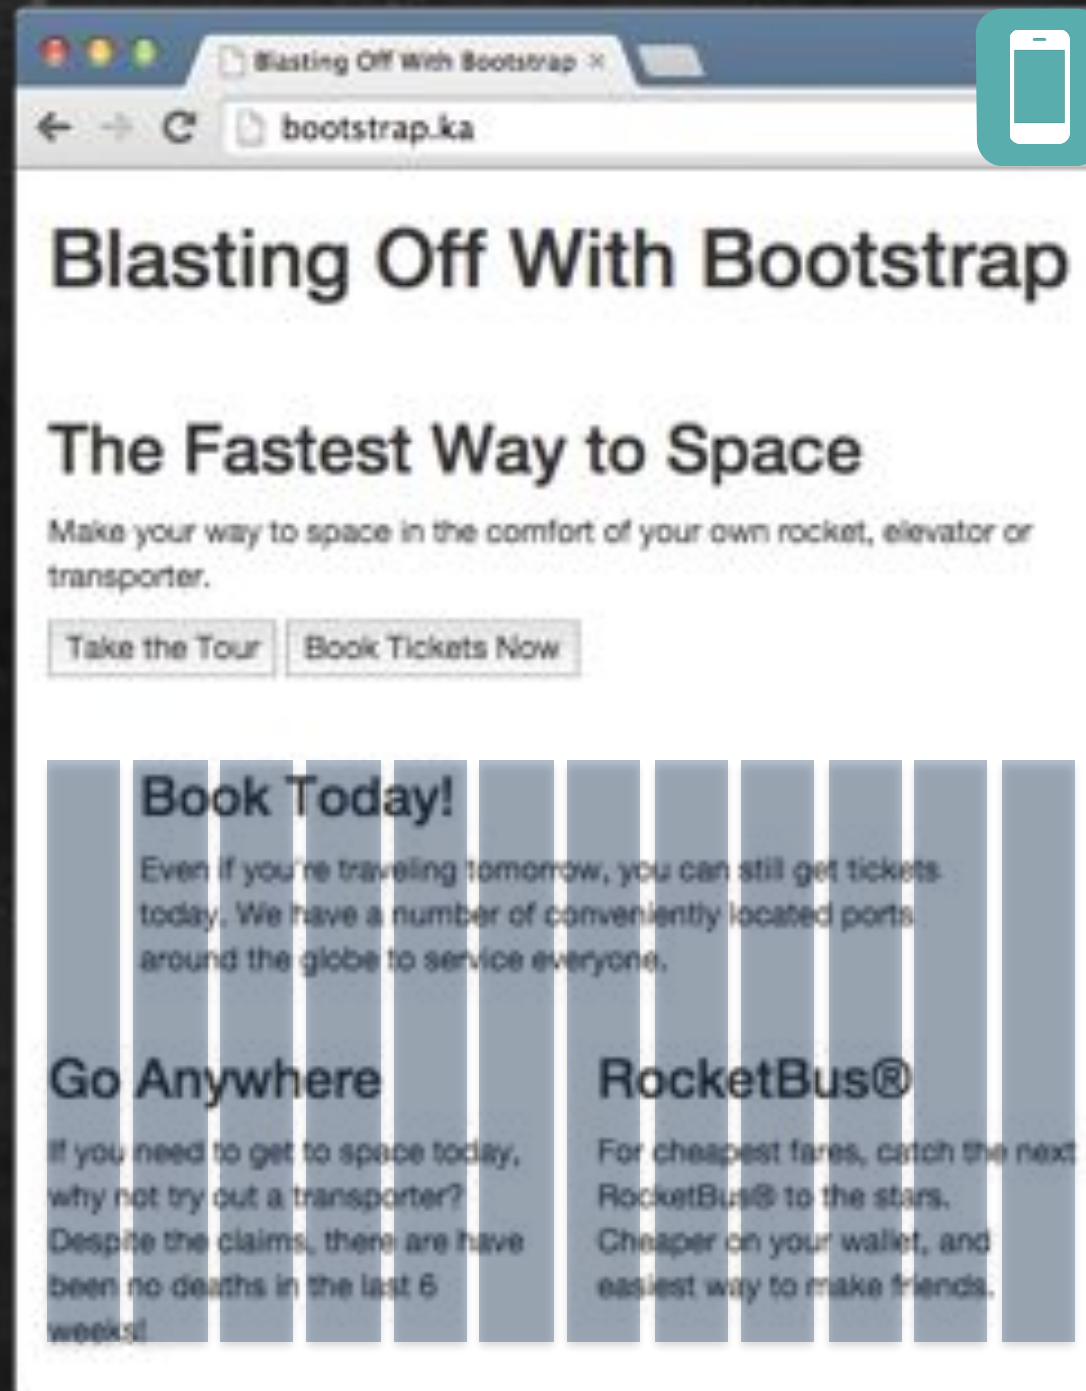 Blasting Off With Bootstrap
bootstrap.ka
Blasting Off With Bootstrap
The Fastest Way to Space
Make your way to space in the comfort of your own rocket, elevator or
transporter.
Take the Tour Book Tickets Now
Book Today!
Even if you're traveling tomorrow, you can still get tickets
today. We have a number of conveniently located ports
around the globe to service everyone.
Go Anywhere
If you need to get to space today,
why not try out a transporter?
Despite the claims, there are have
been no deaths in the last 6
weeks!
RocketBus®
For cheapest fares, catch the next
RocketBus® to the stars.
Cheaper on your wallet, and
easiest way to make friends.